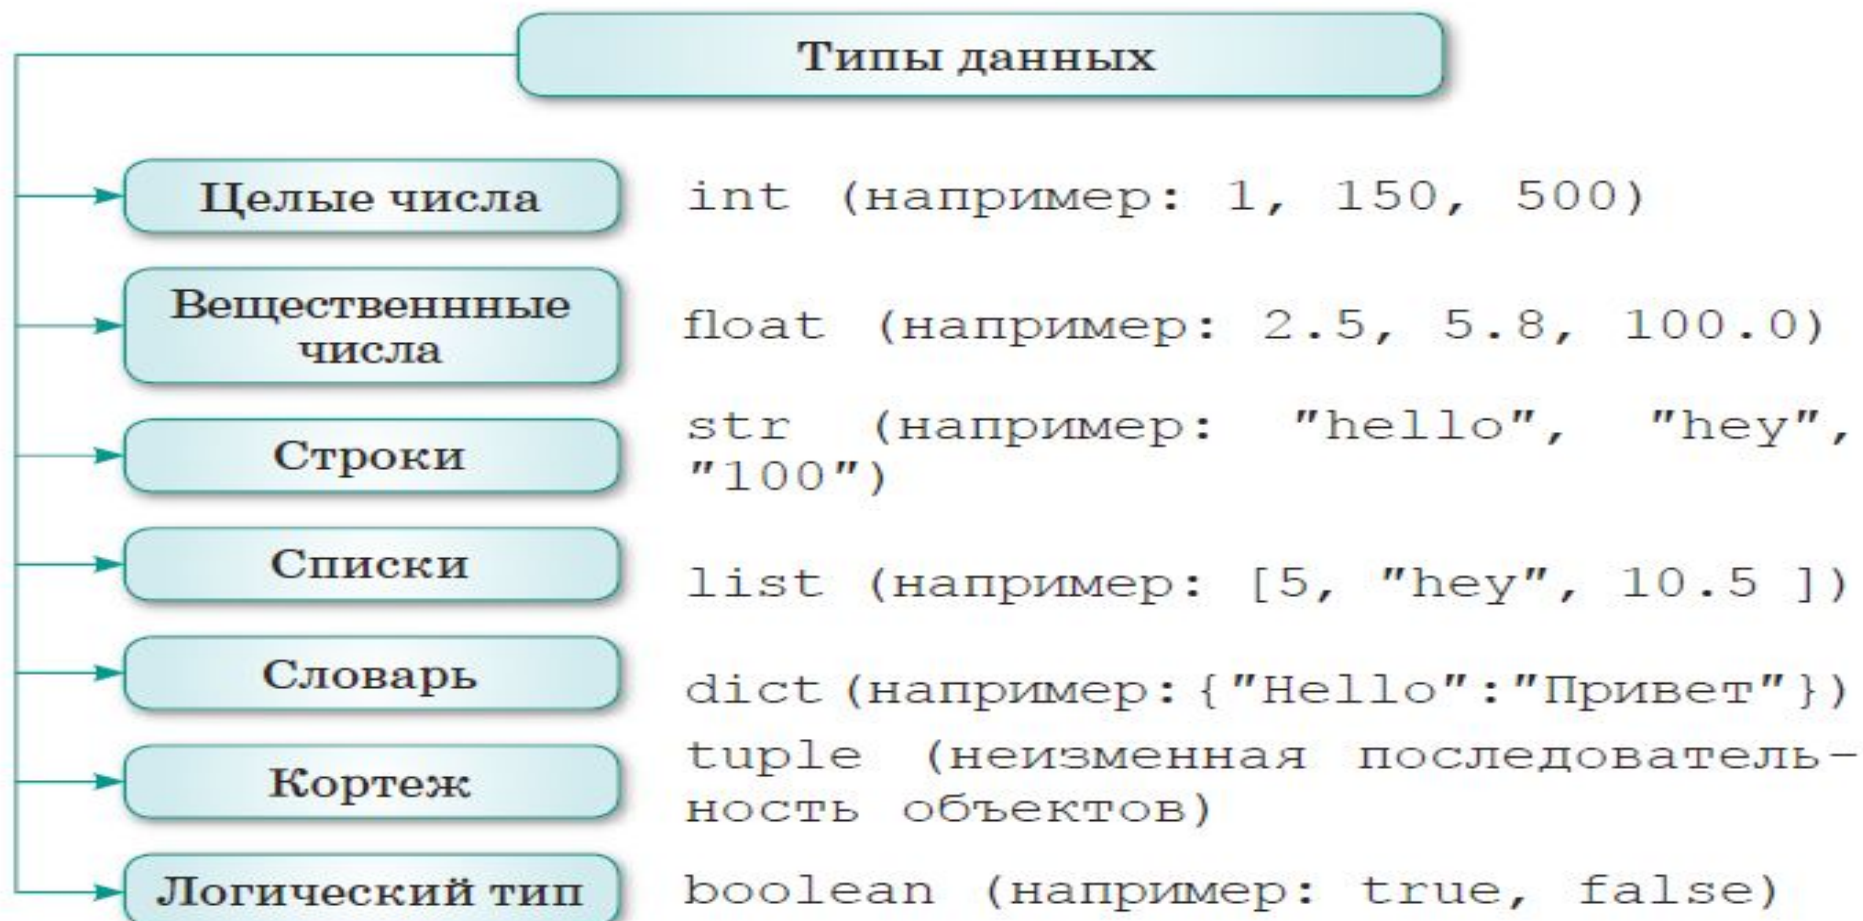 Типы данных
Целые числа
int (например: 1, 150, 500)
Вещественнные
числа
float (например: 2.5, 5.8, 100.0)
Строки
str (например: "hello", "hey",
"100")
Списки
list (например: [5, "hey", 10.5 ])
Словарь
dict (например: {"Hello":"Привет"})
Кортеж
tuple (неизменная последователь-
ность объектов)
Логический тип
boolean (например: true, false)